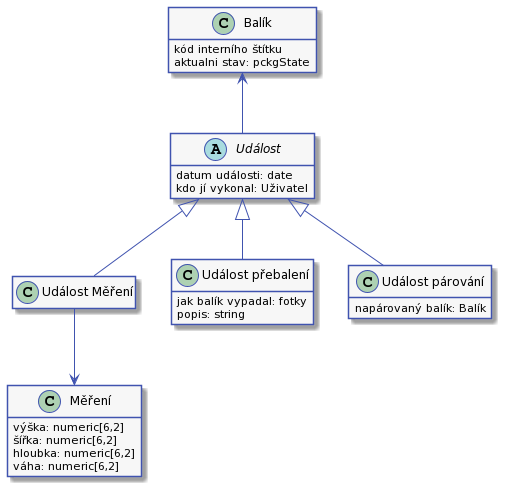 C Balík
kód interního štítku
aktualni stav: pckgState
A Událost
datum události: date
kdo jí vykonal: Uživatel
C Událost Měření
C Událost přebalení
jak balík vypadal: fotky
popis: string
C Událost párování
napárovaný balík: Balík
C Měření
výška: numeric[6,2]
šířka: numeric[6,2]
hloubka: numeric[6,2]
váha: numeric[6,2]